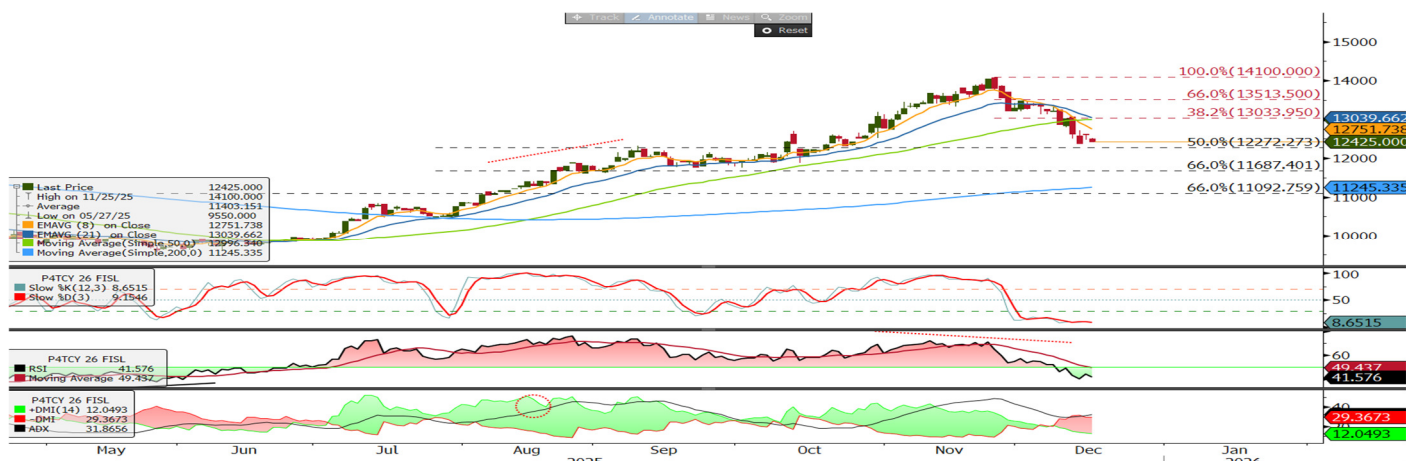 Track Annotate News Zoom
Reset
15000
14000
12000
11000
10000
100.0%(14100.000)
66.0%(13513.500)
38.2%(13033.950)
50.0%(12272.273)
66.0%(11687.401)
66.0%(11092.759)
13039.662
12751.738
12425.000
11245.335
Last Price 12425.000
High on 11/25/25 14100.000
Average 11403.151
Low on 05/27/25 9550.000
EMAVG (8) on Close 12751.738
EMAVG (21) on Close 13039.662
Moving Average(Simple,50,0) 12996.340
Moving Average(Simple,200,0) 11245.335
P4TCY 26 FISL
Slow %K(12,3) 8.6515
Slow %D(3) 9.1546
100
50
8.6515
P4TCY 26 FISL
RSI 41.576
Moving Average 49.437
60
49.437
41.576
P4TCY 26 FISL
+DMI(14) 12.0493
-DMI 29.3673
ADX 31.8656
40
29.3673
12.0493
May Jun Jul Aug Sep Oct Nov Dec Jan
2025